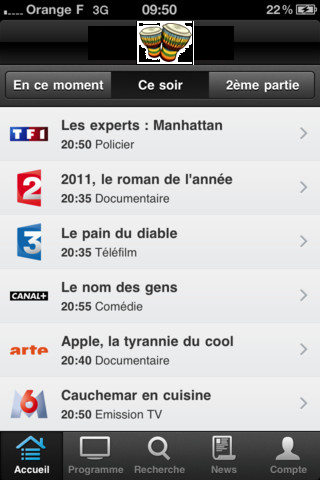 Orange F 3G 09:50 22 %
En ce moment Ce soir 2ème partie
TF1 Les experts : Manhattan
20:50 Policier
2 2011, le roman de l'année
20:35 Documentaire
3 Le pain du diable
20:35 Téléfilm
CANAL+ Le nom des gens
20:55 Comédie
arte Apple, la tyrannie du cool
20:40 Documentaire
M6 Cauchemar en cuisine
20:50 Emission TV
Accueil Programme Recherche News Compte